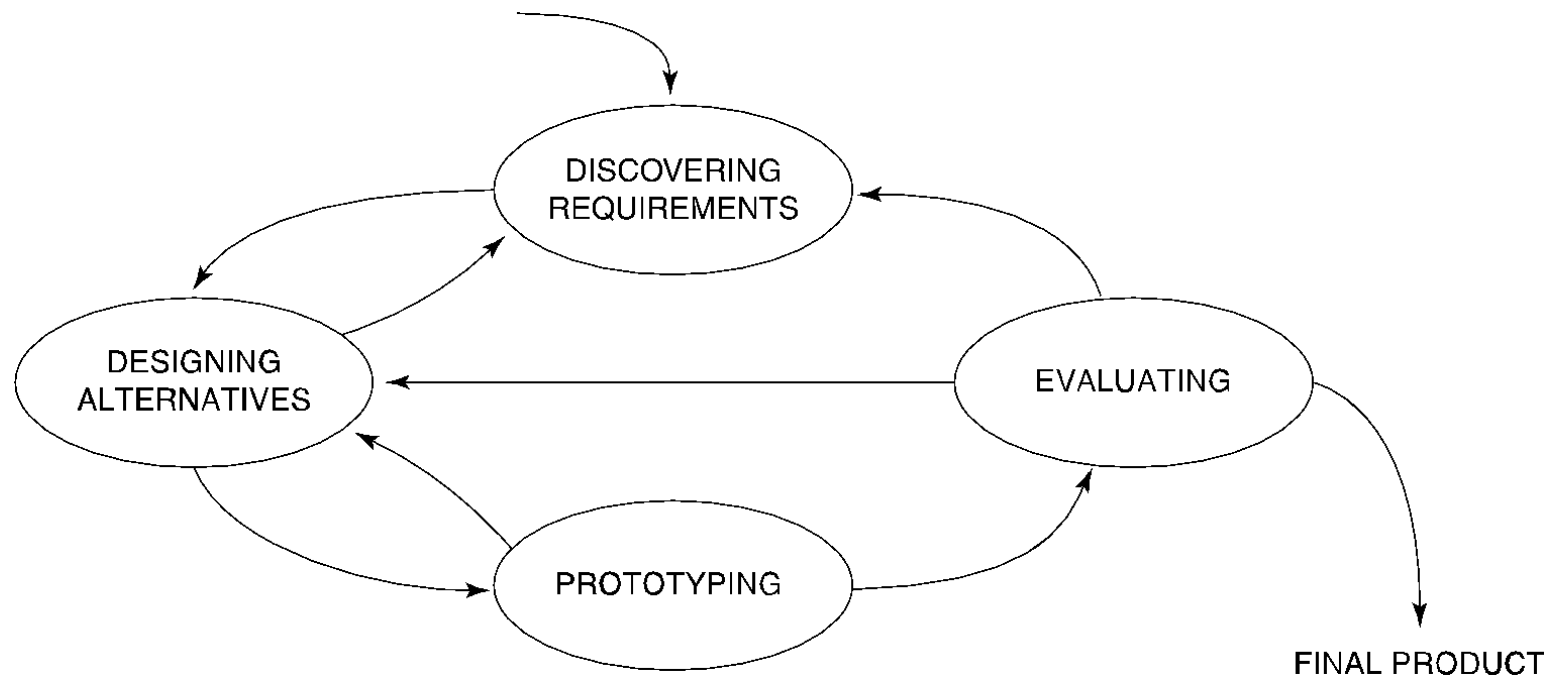 DISCOVERING
REQUIREMENTS
DESIGNING
ALTERNATIVES
EVALUATING
PROTOTYPING
FINAL PRODUCT